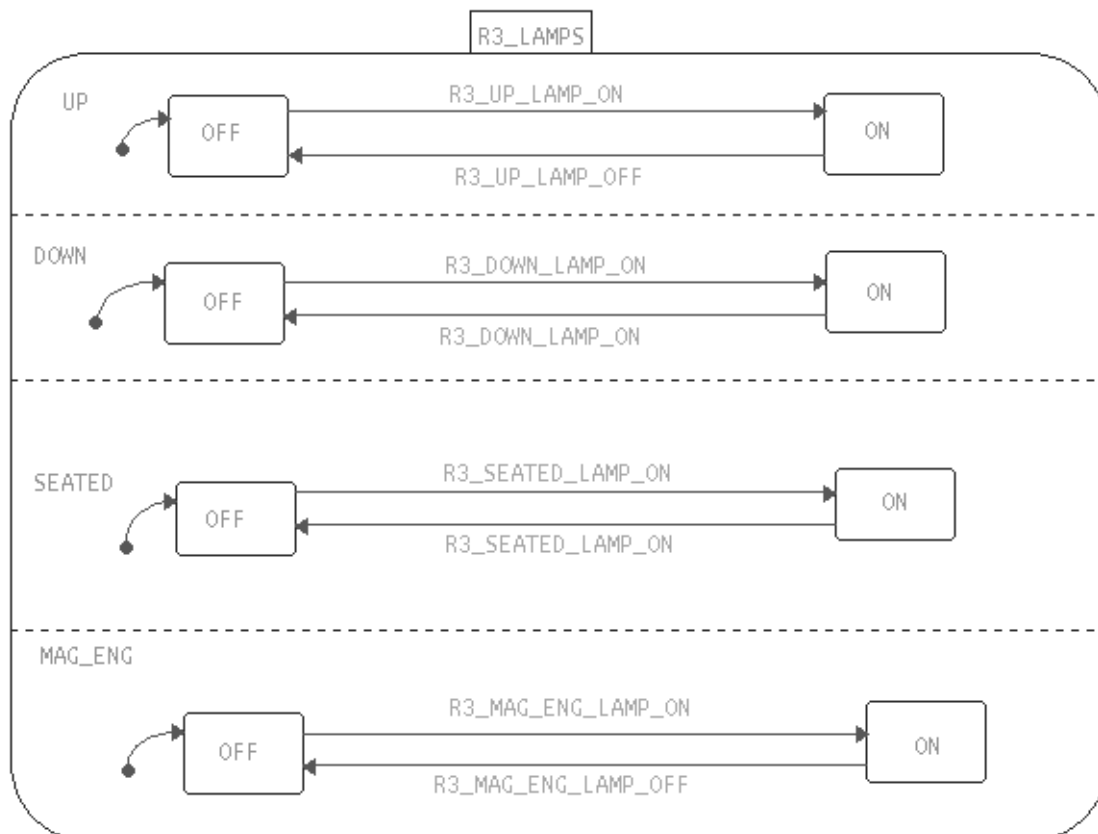 R3_LAMPS
UP
R3_UP_LAMP_ON
OFF
ON
R3_UP_LAMP_OFF
DOWN
R3_DOWN_LAMP_ON
OFF
ON
R3_DOWN_LAMP_ON
SEATED
R3_SEATED_LAMP_ON
OFF
ON
R3_SEATED_LAMP_ON
MAG_ENG
R3_MAG_ENG_LAMP_ON
OFF
ON
R3_MAG_ENG_LAMP_OFF